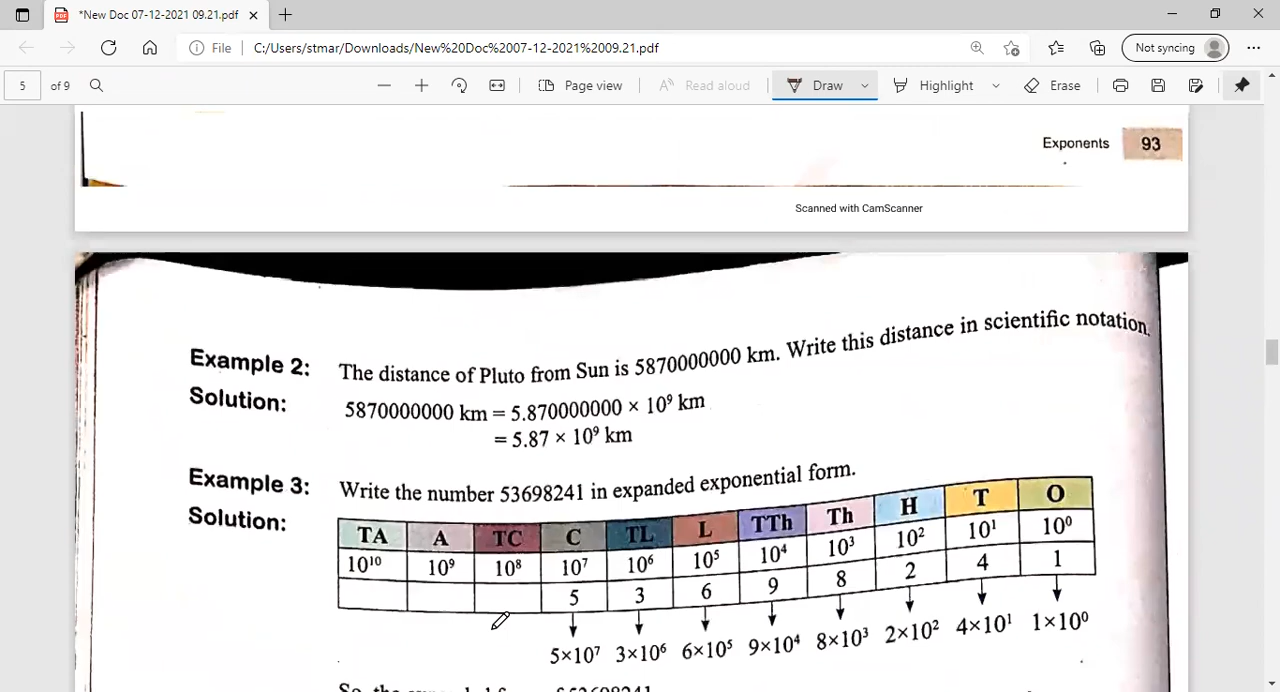 *New Doc 07-12-2021 09.21.pdf
File
C:/Users/stmar/Downloads/New%20Doc%2007-12-2021%2009.21.pdf
Not syncing
5 of 9
Page view
Read aloud
Draw
Highlight
Erase
Exponents 93
Scanned with CamScanner
Example 2: The distance of Pluto from Sun is 5870000000 km. Write this distance in scientific notation.
Solution: 5870000000 km = 5.870000000 × 10⁹ km
= 5.87 × 10⁹ km
Example 3: Write the number 53698241 in expanded exponential form.
Solution:
TA A TC C TL L TTh Th H T O
10¹⁰ 10⁹ 10⁸ 10⁷ 10⁶ 10⁵ 10⁴ 10³ 10² 10¹ 10⁰
5 3 6 9 8 2 4 1
5×10⁷ 3×10⁶ 6×10⁵ 9×10⁴ 8×10³ 2×10² 4×10¹ 1×10⁰